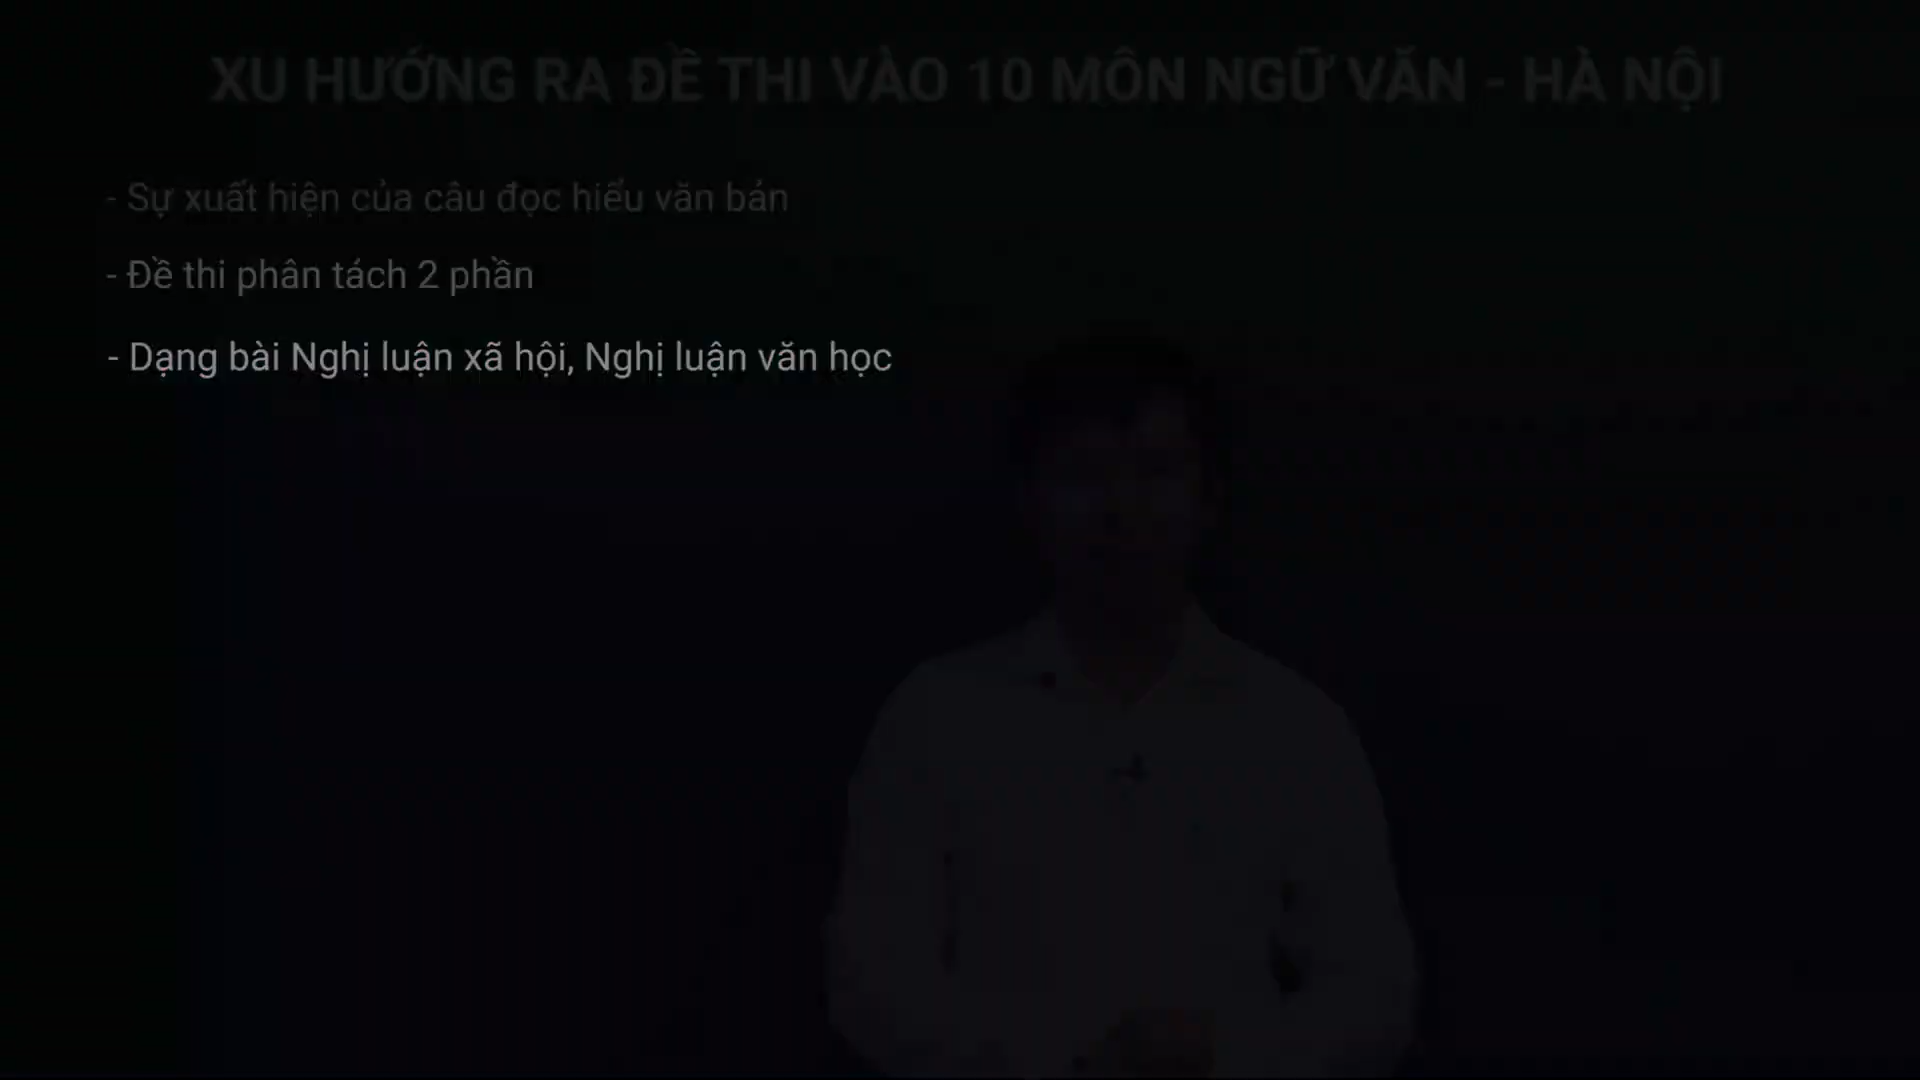 XU HƯỚNG RA ĐỀ THI VÀO 10 MÔN NGỮ VĂN - HÀ NỘI
- Sự xuất hiện của câu đọc hiểu văn bản
- Đề thi phân tách 2 phần
- Dạng bài Nghị luận xã hội, Nghị luận văn học